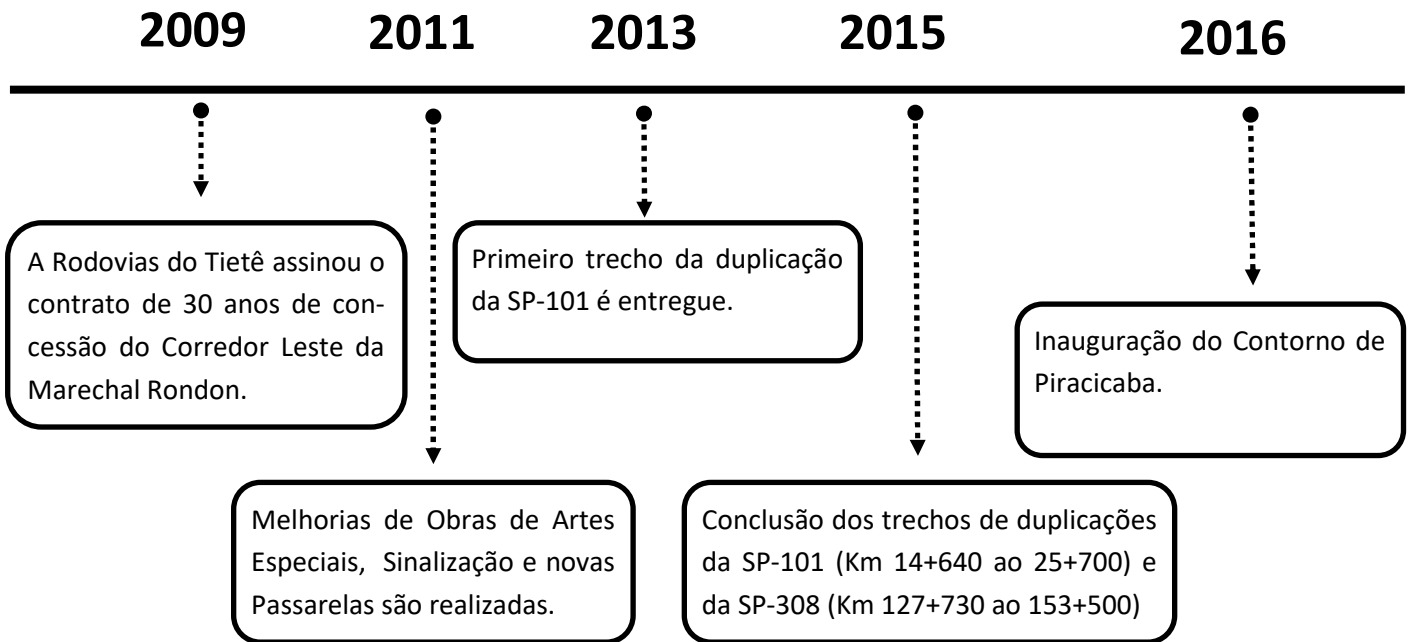 2009
2011
2013
2015
2016
A Rodovias do Tietê assinou o
contrato de 30 anos de con-
cessão do Corredor Leste da
Marechal Rondon.
Primeiro trecho da duplicação
da SP-101 é entregue.
Inauguração do Contorno de
Piracicaba.
Melhorias de Obras de Artes
Especiais, Sinalização e novas
Passarelas são realizadas.
Conclusão dos trechos de duplicações
da SP-101 (Km 14+640 ao 25+700) e
da SP-308 (Km 127+730 ao 153+500)